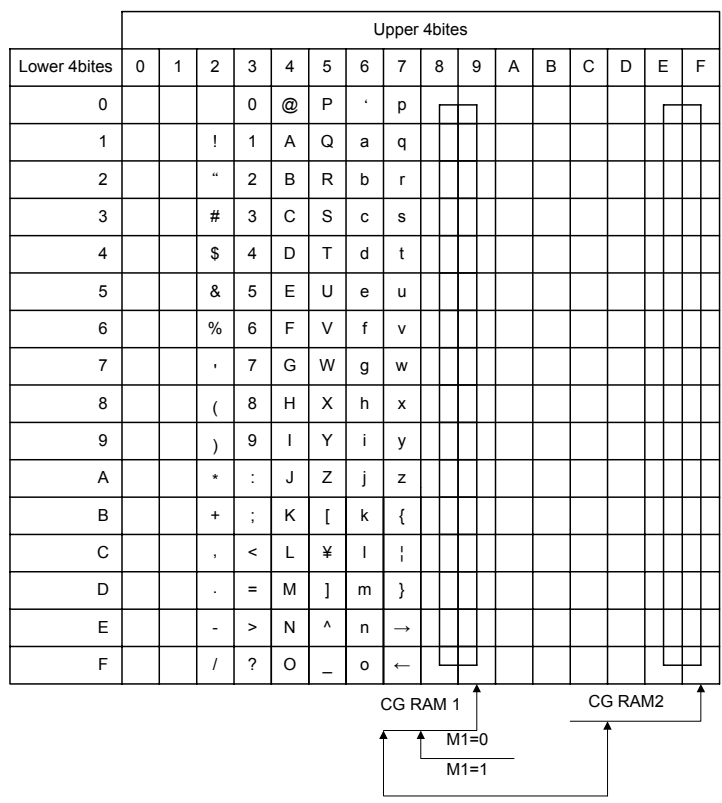 Upper 4bites
Lower 4bites 0 1 2 3 4 5 6 7 8 9 A B C D E F
0 0 @ P ‘ p
1 ! 1 A Q a q
2 “ 2 B R b r
3 # 3 C S c s
4 $ 4 D T d t
5 & 5 E U e u
6 % 6 F V f v
7 ' 7 G W g w
8 ( 8 H X h x
9 ) 9 I Y i y
A * : J Z j z
B + ; K [ k {
C , < L ¥ l ¦
D . = M ] m }
E - > N ^ n →
F / ? O _ o ←
CG RAM 1 CG RAM2
M1=0
M1=1